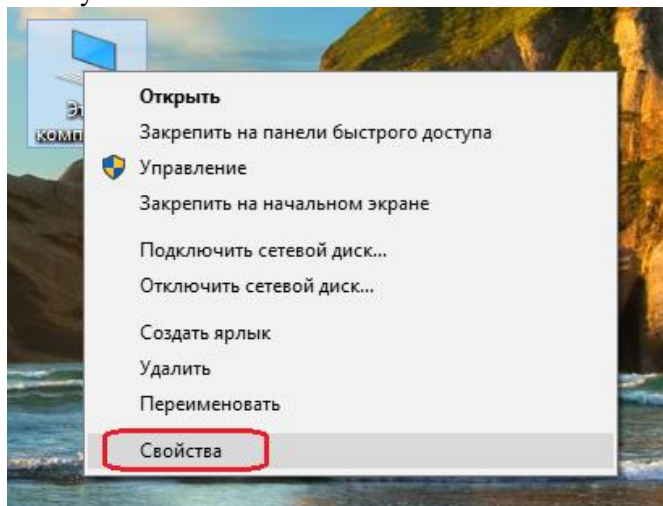 Открыть
Закрепить на панели быстрого доступа
Управление
Закрепить на начальном экране
Подключить сетевой диск...
Отключить сетевой диск...
Создать ярлык
Удалить
Переименовать
Свойства